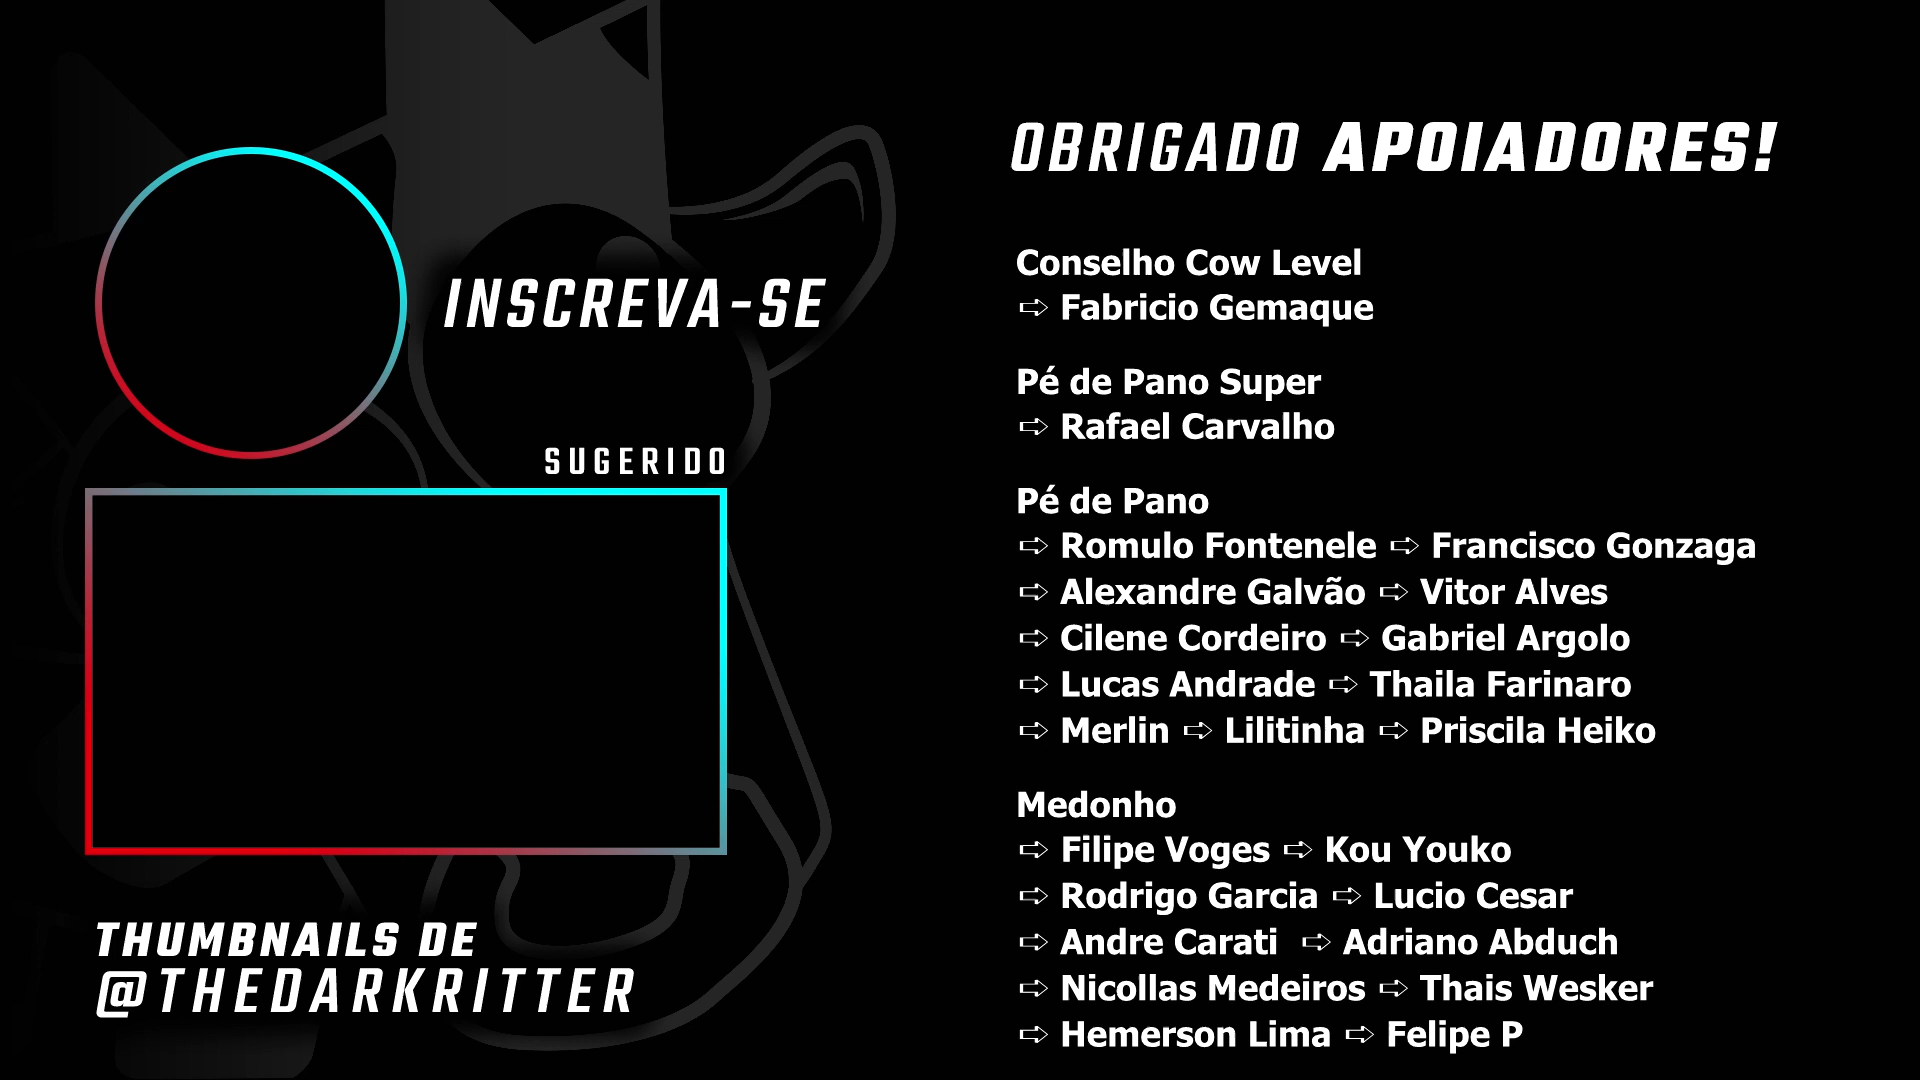 INSCREVA-SE
SUGERIDO
THUMBNAILS DE
@THEDARKRITTER
OBRIGADO APOIADORES!
Conselho Cow Level
➪ Fabricio Gemaque
Pé de Pano Super
➪ Rafael Carvalho
Pé de Pano
➪ Romulo Fontenele ➪ Francisco Gonzaga
➪ Alexandre Galvão ➪ Vitor Alves
➪ Cilene Cordeiro ➪ Gabriel Argolo
➪ Lucas Andrade ➪ Thaila Farinaro
➪ Merlin ➪ Lilitinha ➪ Priscila Heiko
Medonho
➪ Filipe Voges ➪ Kou Youko
➪ Rodrigo Garcia ➪ Lucio Cesar
➪ Andre Carati ➪ Adriano Abduch
➪ Nicollas Medeiros ➪ Thais Wesker
➪ Hemerson Lima ➪ Felipe P